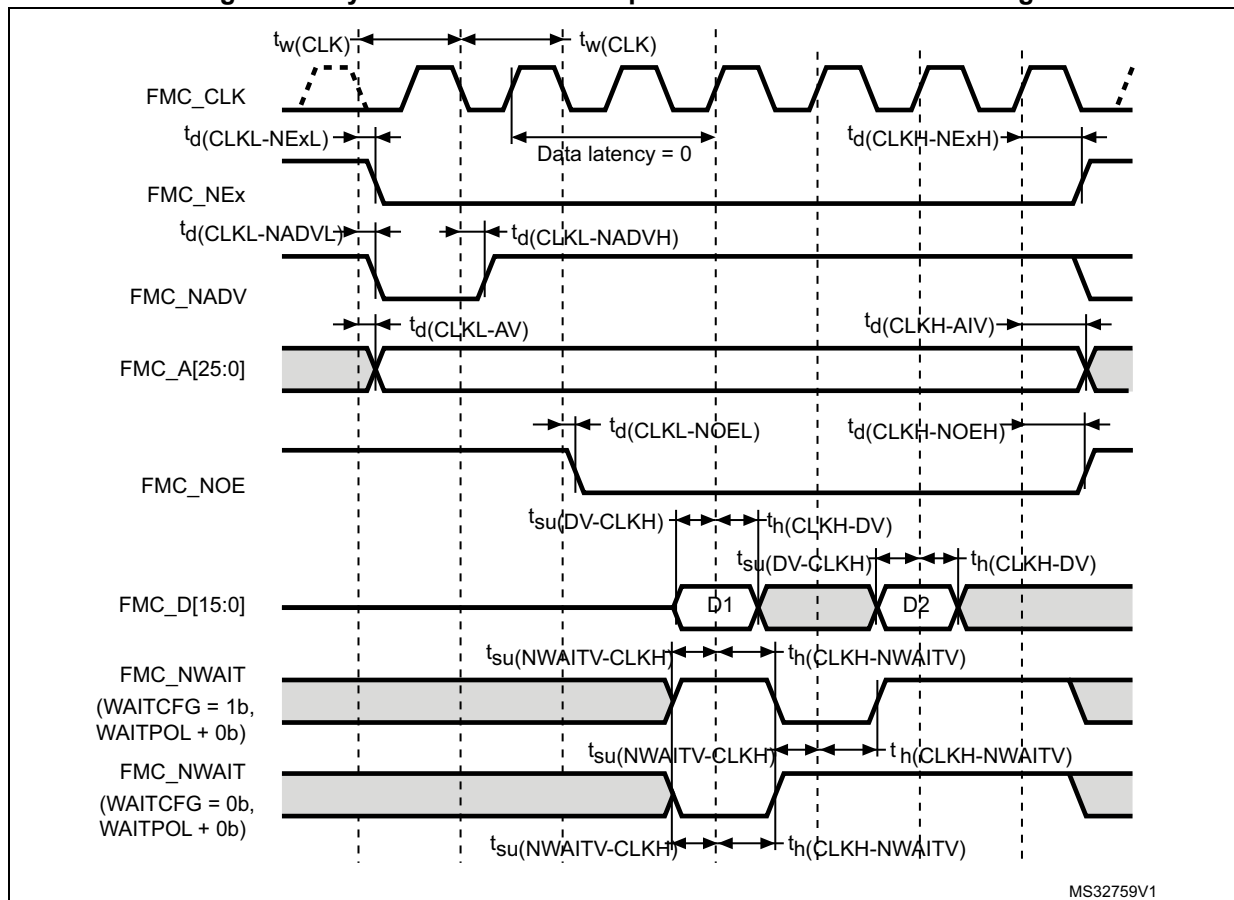 tw(CLK) tw(CLK)
FMC_CLK
td(CLKL-NExL) Data latency = 0 td(CLKH-NExH)
FMC_NEx
td(CLKL-NADVL) td(CLKL-NADVH)
FMC_NADV
td(CLKL-AV) td(CLKH-AIV)
FMC_A[25:0]
td(CLKL-NOEL) td(CLKH-NOEH)
FMC_NOE
tsu(DV-CLKH) th(CLKH-DV)
tsu(DV-CLKH) th(CLKH-DV)
FMC_D[15:0] D1 D2
tsu(NWAITV-CLKH) th(CLKH-NWAITV)
FMC_NWAIT
(WAITCFG = 1b,
WAITPOL + 0b)
tsu(NWAITV-CLKH) th(CLKH-NWAITV)
FMC_NWAIT
(WAITCFG = 0b,
WAITPOL + 0b)
tsu(NWAITV-CLKH) th(CLKH-NWAITV)
MS32759V1